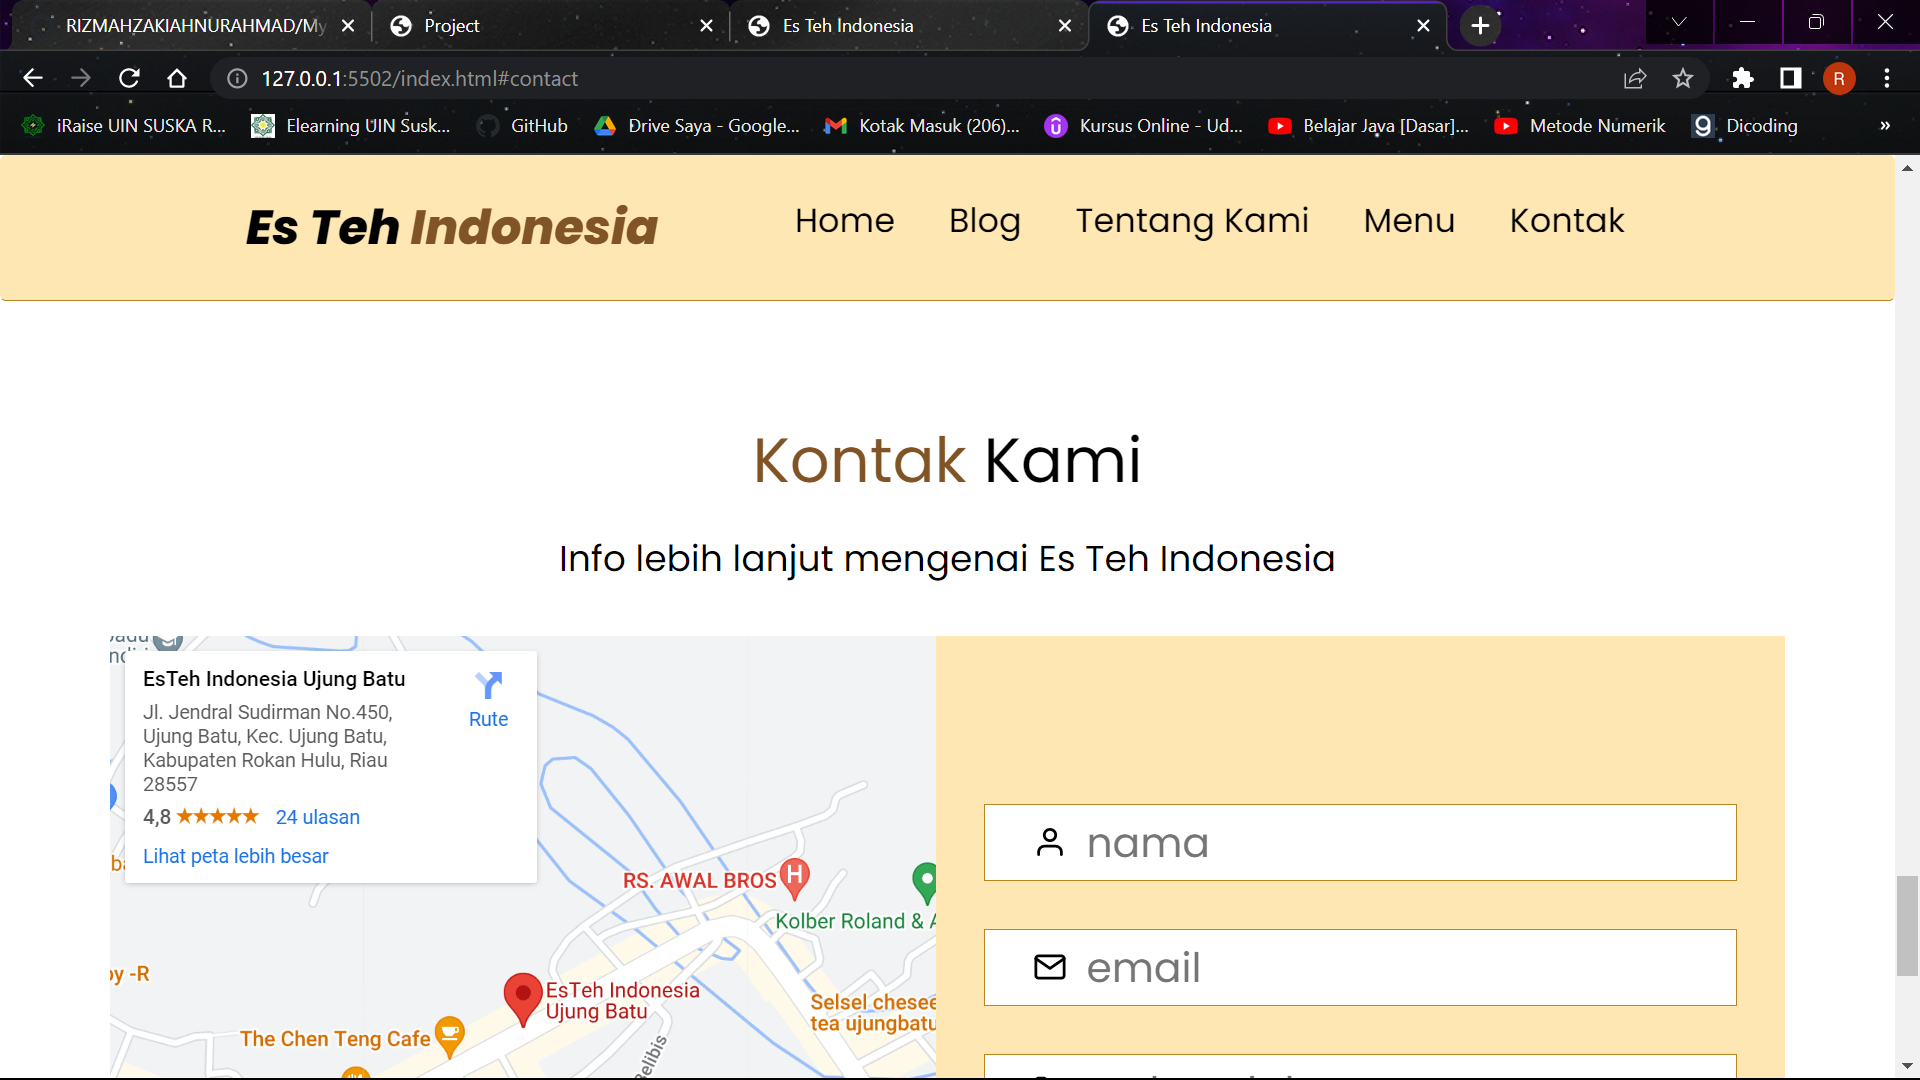 RIZMAHZAKIAHNURAHMAD/My
Project
Es Teh Indonesia
Es Teh Indonesia
127.0.0.1:5502/index.html#contact
R
iRaise UIN SUSKA R...
Elearning UIN Susk...
GitHub
Drive Saya - Google...
Kotak Masuk (206)...
Kursus Online - Ud...
Belajar Java [Dasar]...
Metode Numerik
Dicoding
»
Es Teh Indonesia
Home
Blog
Tentang Kami
Menu
Kontak
Kontak Kami
Info lebih lanjut mengenai Es Teh Indonesia
EsTeh Indonesia Ujung Batu
Jl. Jendral Sudirman No.450,
Ujung Batu, Kec. Ujung Batu,
Kabupaten Rokan Hulu, Riau
28557
Rute
4,8 ★★★★★ 24 ulasan
Lihat peta lebih besar
RS. AWAL BROS
H
Kolber Roland &
oy -R
EsTeh Indonesia
Ujung Batu
Selsel chesee
tea ujungbatu
The Chen Teng Cafe
Belibis
nama
email